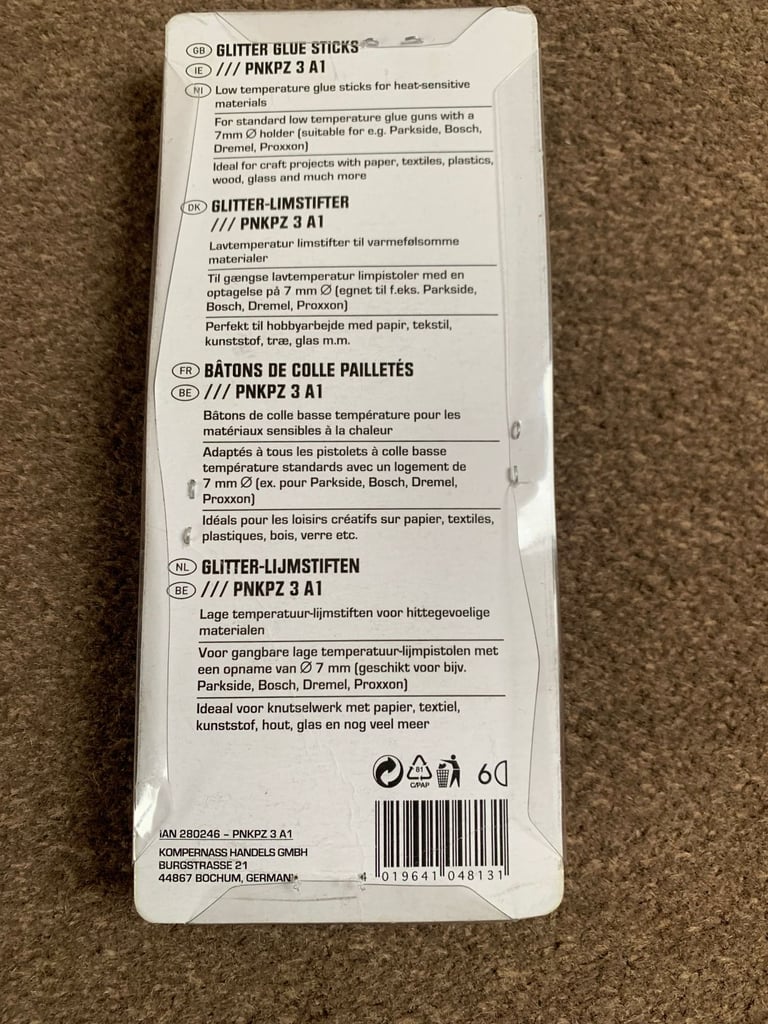 GB GLITTER GLUE STICKS
IE /// PNKPZ 3 A1
NI Low temperature glue sticks for heat-sensitive
materials
For standard low temperature glue guns with a
7mm Ø holder (suitable for e.g. Parkside, Bosch,
Dremel, Proxxon)
Ideal for craft projects with paper, textiles, plastics,
wood, glass and much more
DK GLITTER-LIMSTIFTER
/// PNKPZ 3 A1
Lavtemperatur limstifter til varmefølsomme
materialer
Til gængse lavtemperatur limpistoler med en
optagelse på 7 mm Ø (egnet til f.eks. Parkside,
Bosch, Dremel, Proxxon)
Perfekt til hobbyarbejde med papir, tekstil,
kunststof, træ, glas m.m.
FR BÂTONS DE COLLE PAILLETÉS
BE /// PNKPZ 3 A1
Bâtons de colle basse température pour les
matériaux sensibles à la chaleur
Adaptés à tous les pistolets à colle basse
température standards avec un logement de
7 mm Ø (ex. pour Parkside, Bosch, Dremel,
Proxxon)
Idéals pour les loisirs créatifs sur papier, textiles,
plastiques, bois, verre etc.
NL GLITTER-LIJMSTIFTEN
BE /// PNKPZ 3 A1
Lage temperatuur-lijmstiften voor hittegevoelige
materialen
Voor gangbare lage temperatuur-lijmpistolen met
een opname van Ø 7 mm (geschikt voor bijv.
Parkside, Bosch, Dremel, Proxxon)
Ideaal voor knutselwerk met papier, textiel,
kunststof, hout, glas en nog veel meer
81
C/PAP
6
IAN 280246 – PNKPZ 3 A1
KOMPERNASS HANDELS GMBH
BURGSTRASSE 21
44867 BOCHUM, GERMANY
4 019641 048131